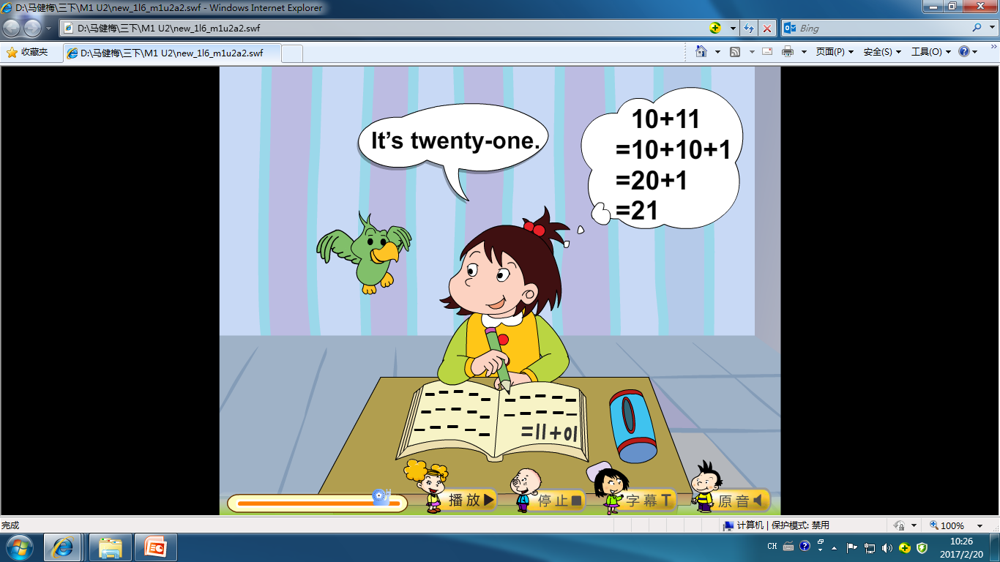 D:\马健梅\三下\M1 U2\new_1l6_m1u2a2.swf - Windows Internet Explorer
D:\马健梅\三下\M1 U2\new_1l6_m1u2a2.swf
Bing
收藏夹
D:\马健梅\三下\M1 U2\new_1l6_m1u2a2.swf
页面(P)
安全(S)
工具(O)
It's twenty-one.
10+11
=10+10+1
=20+1
=21
10+11=
播放
停止
字幕T
原音
完成
计算机 | 保护模式: 禁用
100%
CH
10:26
2017/2/20